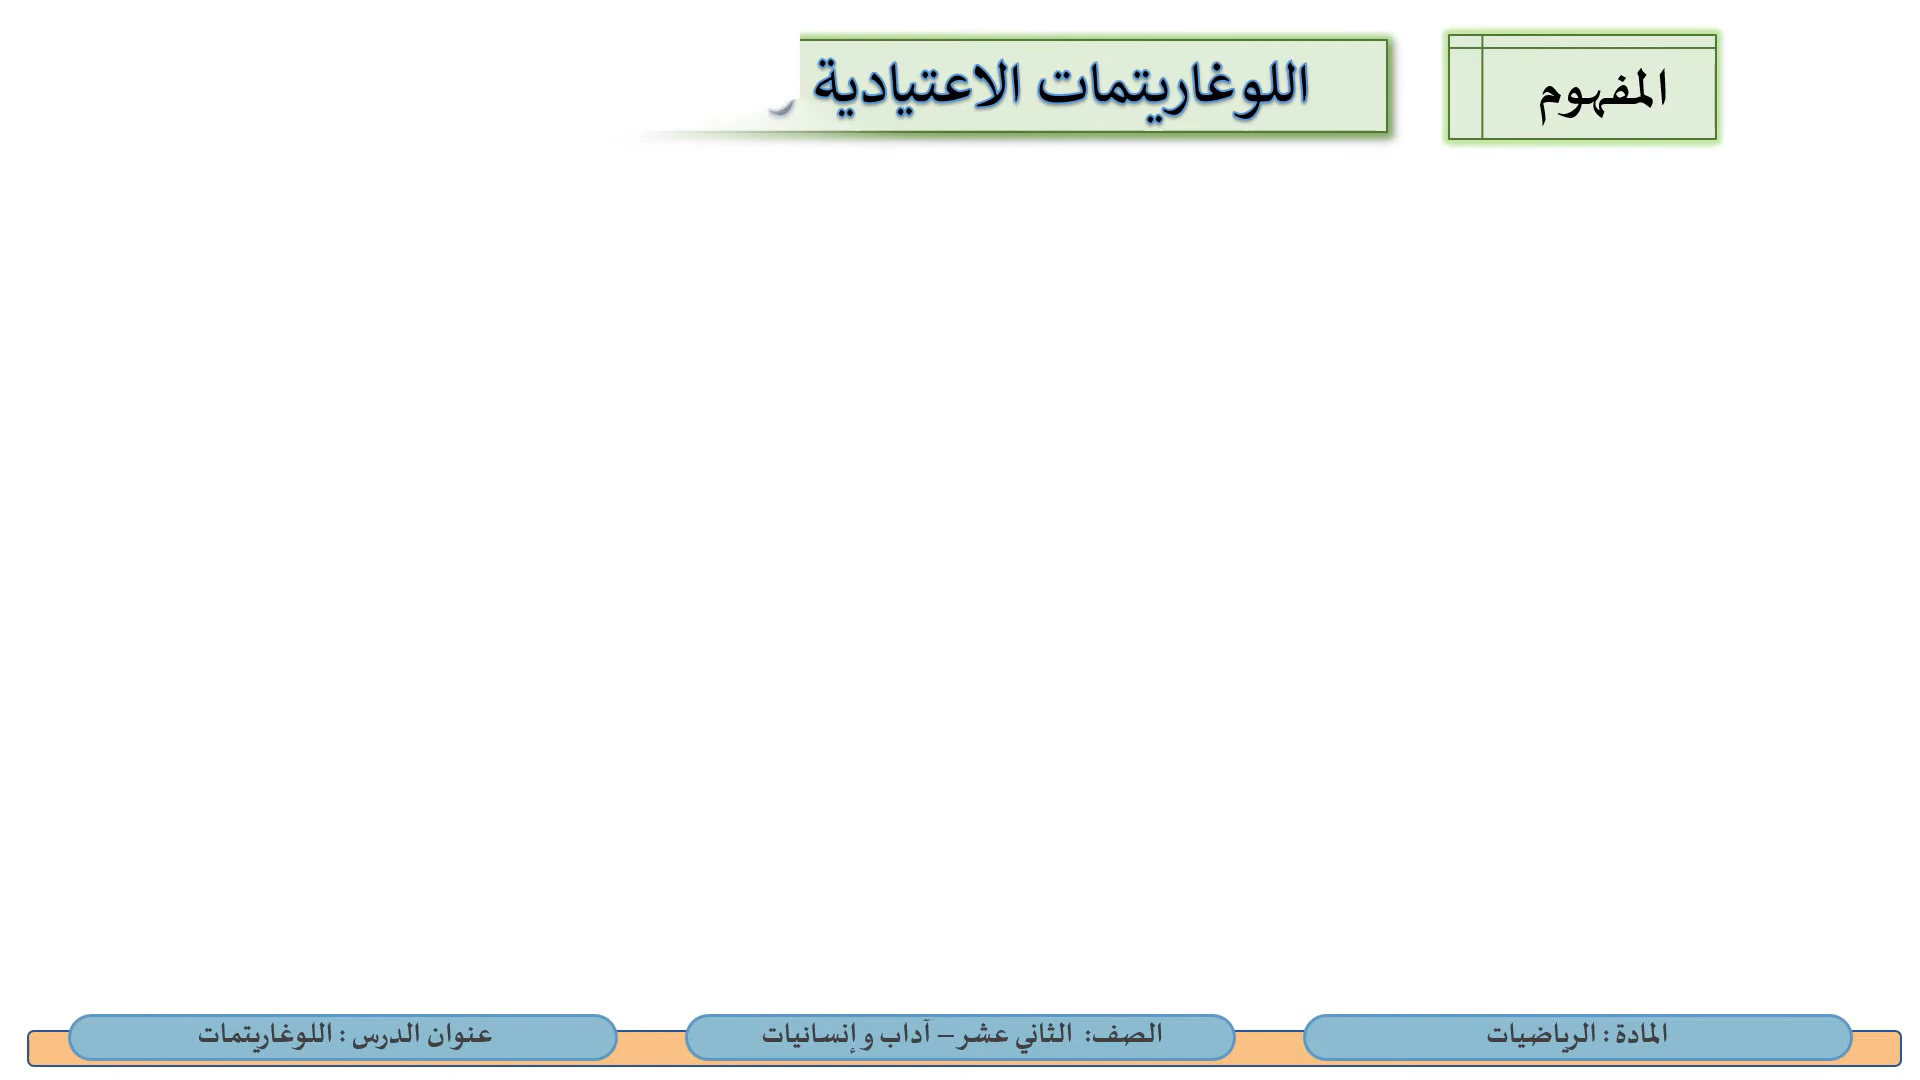 المفهوم
اللوغاريتمات الاعتيادية
المادة : الرياضيات
الصف: الثاني عشر – آداب و إنسانيات
عنوان الدرس : اللوغاريتمات